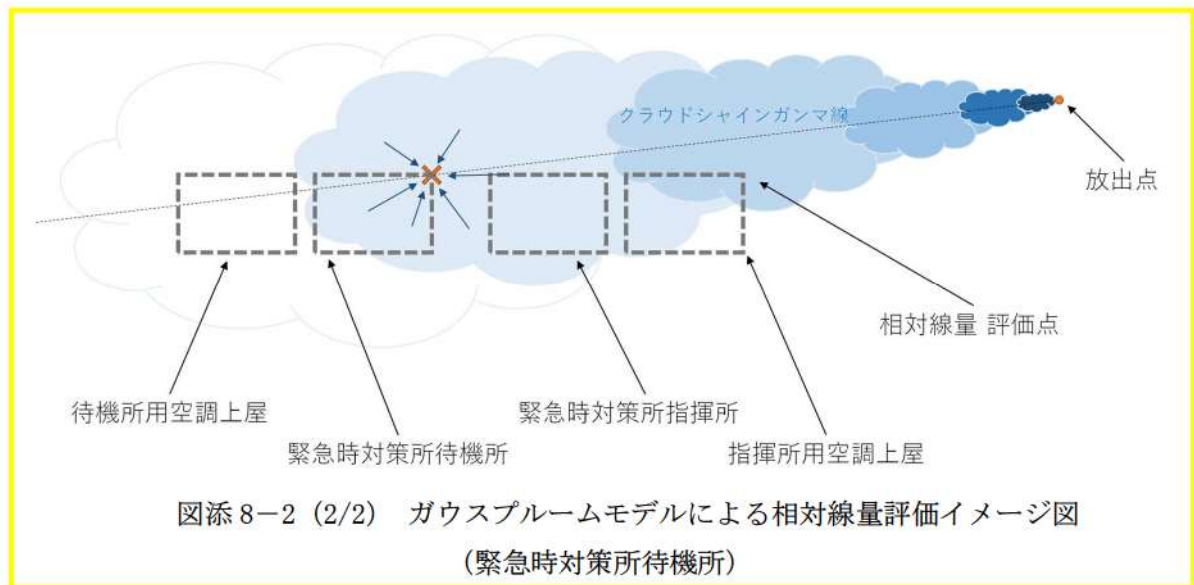 クラウドシャインガンマ線
放出点
相対線量 評価点
待機所用空調上屋
緊急時対策所指揮所
緊急時対策所待機所
指揮所用空調上屋
図添 8－2 (2/2) ガウスプルームモデルによる相対線量評価イメージ図
(緊急時対策所待機所)